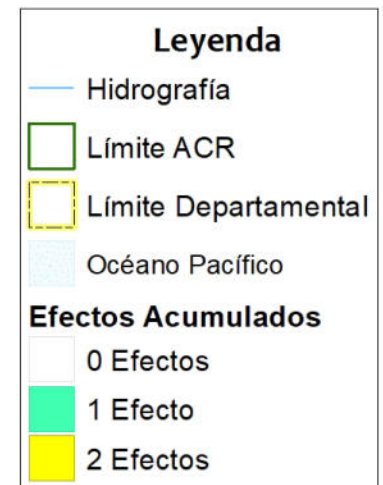 Leyenda
Hidrografía
Límite ACR
Límite Departamental
Océano Pacífico
Efectos Acumulados
0 Efectos
1 Efecto
2 Efectos